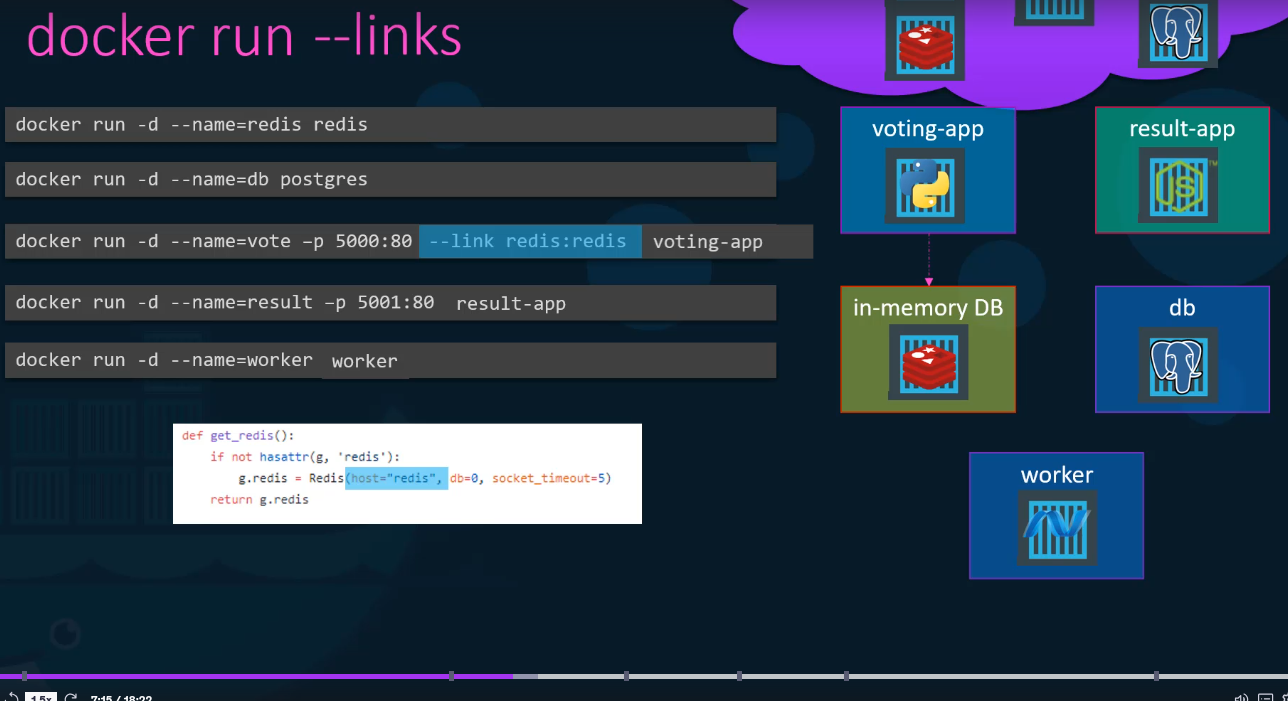 docker run --links
docker run -d --name=redis redis
docker run -d --name=db postgres
docker run -d --name=vote –p 5000:80 --link redis:redis voting-app
docker run -d --name=result –p 5001:80 result-app
docker run -d --name=worker worker
def get_redis():
if not hasattr(g, 'redis'):
g.redis = Redis(host="redis", db=0, socket_timeout=5)
return g.redis
voting-app
result-app
JS
TM
in-memory DB
db
worker
1.5x
7:15 / 18:22